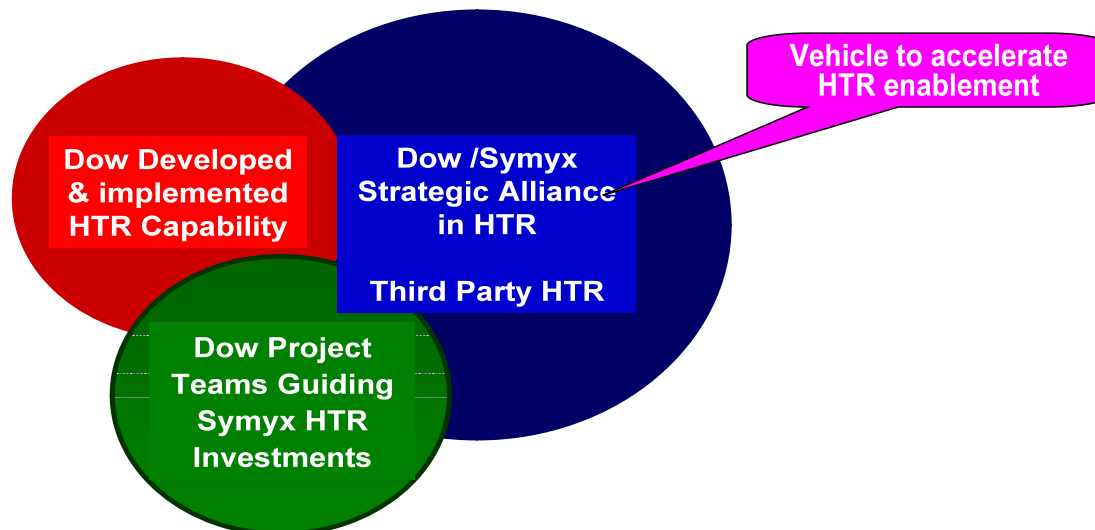 Vehicle to accelerate
HTR enablement
Dow Developed
& implemented
HTR Capability
Dow /Symyx
Strategic Alliance
in HTR
Third Party HTR
Dow Project
Teams Guiding
Symyx HTR
Investments